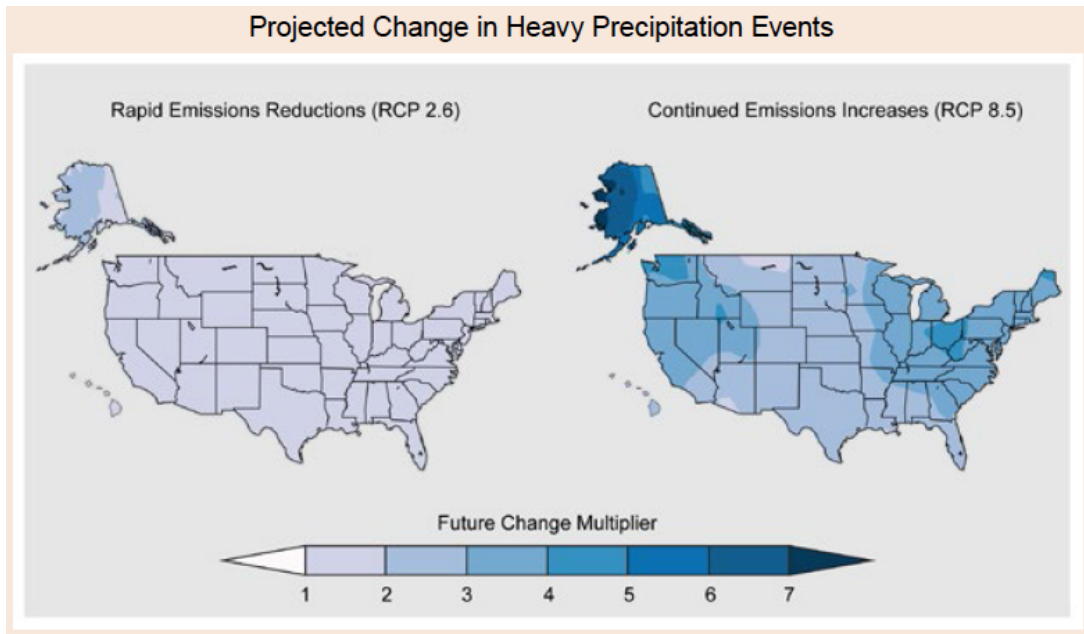 Projected Change in Heavy Precipitation Events
Rapid Emissions Reductions (RCP 2.6)
Continued Emissions Increases (RCP 8.5)
Future Change Multiplier
1 2 3 4 5 6 7